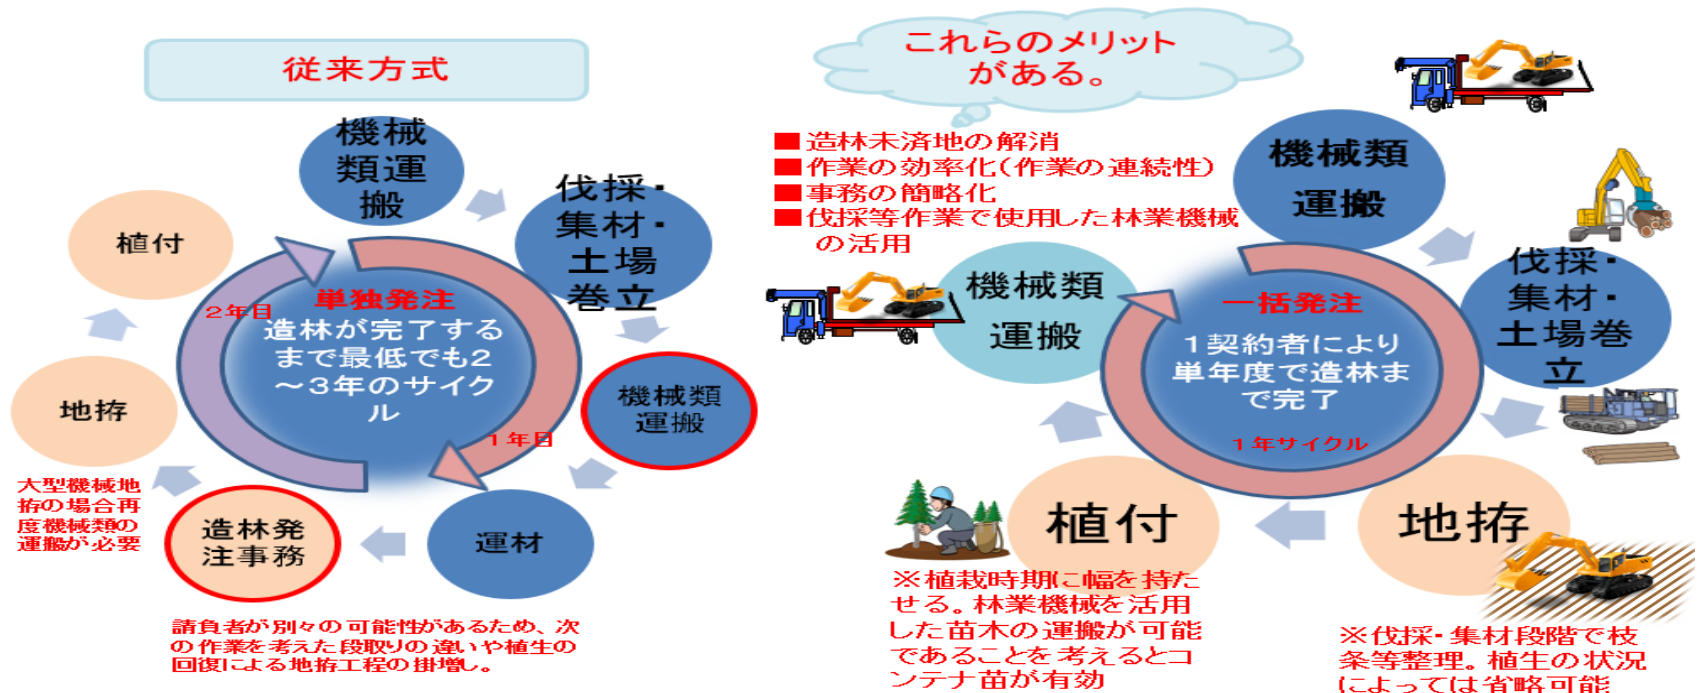 従来方式
機械
類運
搬
伐採・
集材・
土場
巻立
機械類
運搬
運材
造林発
注事務
地拵
植付
単独発注
造林が完了する
まで最低でも2
～3年のサイク
ル
2年目
1年目
大型機械地
拵の場合再
度機械類の
運搬が必要
請負者が別々の可能性があるため、次
の作業を考えた段取りの違いや植生の
回復による地拵工程の掛増し。
これらのメリット
がある。
■造林未済地の解消
■作業の効率化(作業の連続性)
■事務の簡略化
■伐採等作業で使用した林業機械
の活用
機械類
運搬
伐採・
集材・
土場巻
立
地拵
植付
機械類
運搬
一括発注
1契約者により
単年度で造林ま
で完了
1年サイクル
※植栽時期に幅を持た
せる。林業機械を活用
した苗木の運搬が可能
であることを考えるとコ
ンテナ苗が有効
※伐採・集材段階で枝
条等整理。植生の状況
によっては省略可能